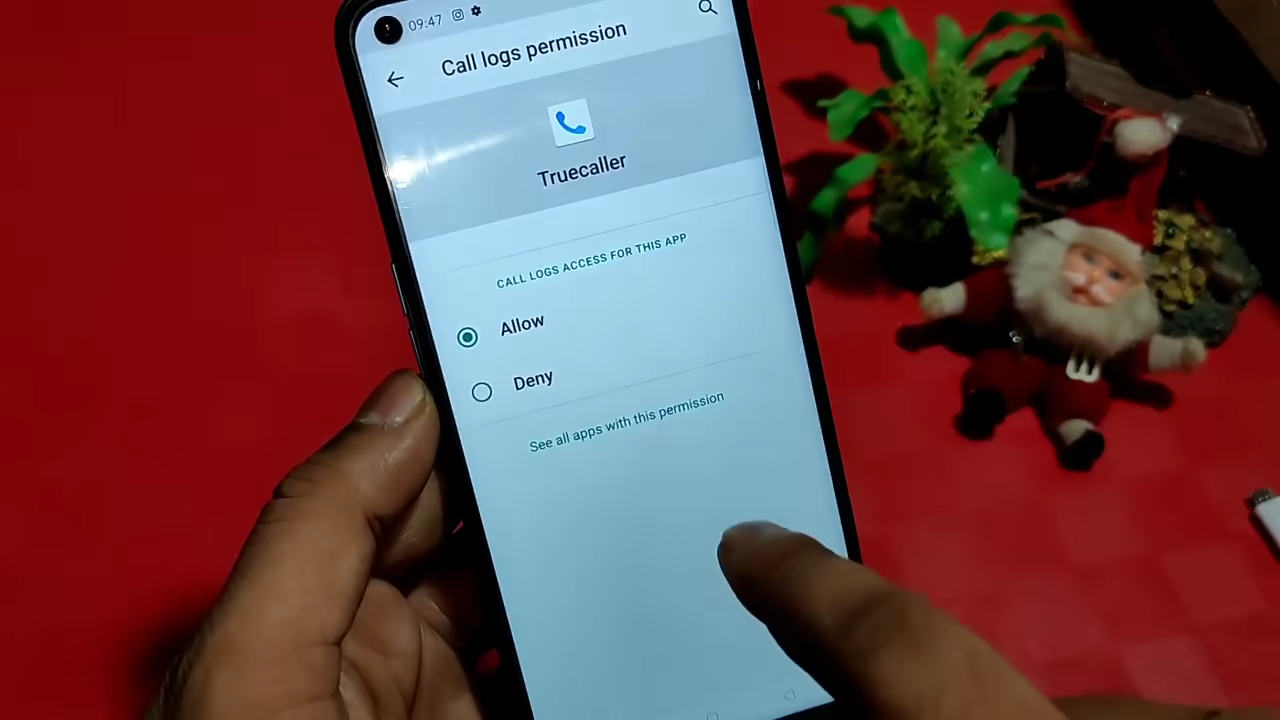 09:47
Call logs permission
Truecaller
CALL LOGS ACCESS FOR THIS APP
Allow
Deny
See all apps with this permission